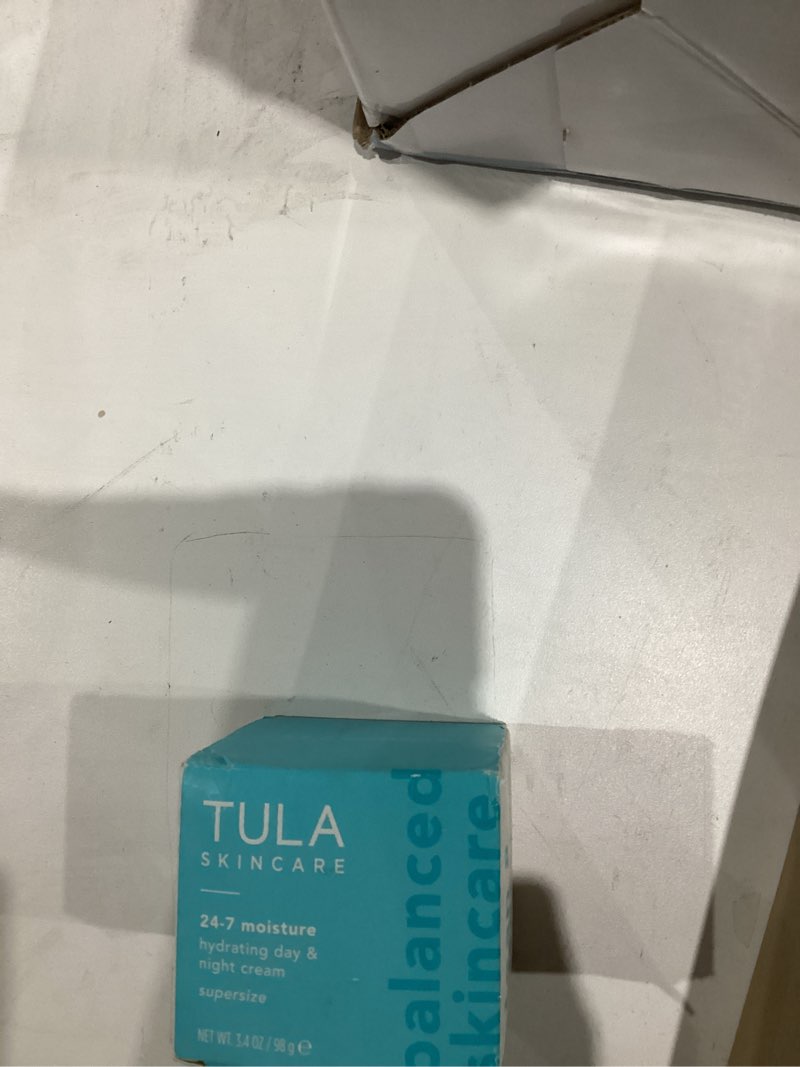 TULA
SKINCARE
24-7 moisture
hydrating day &
night cream
supersize
NET WT. 3.4 OZ / 98 g ℮
balanced
skincare